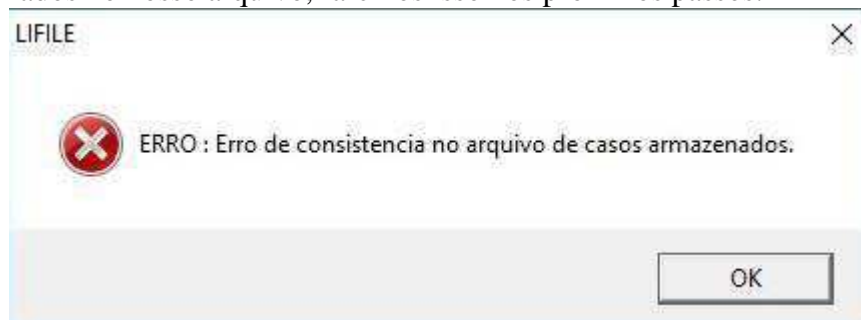 LIFILE
ERRO : Erro de consistencia no arquivo de casos armazenados.
OK